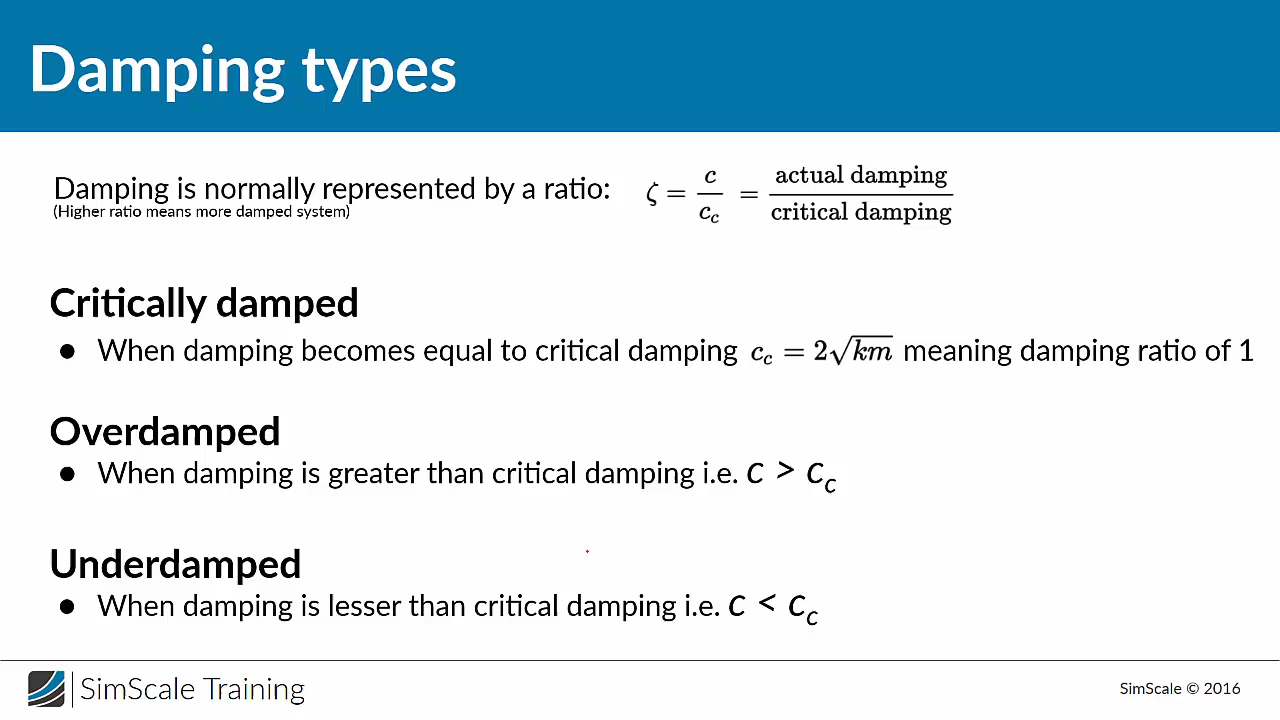 Damping types
Damping is normally represented by a ratio: ζ = c / c_c = actual damping / critical damping
(Higher ratio means more damped system)
Critically damped
● When damping becomes equal to critical damping c_c = 2√km meaning damping ratio of 1
Overdamped
● When damping is greater than critical damping i.e. c > c_c
Underdamped
● When damping is lesser than critical damping i.e. c < c_c
SimScale Training
SimScale © 2016